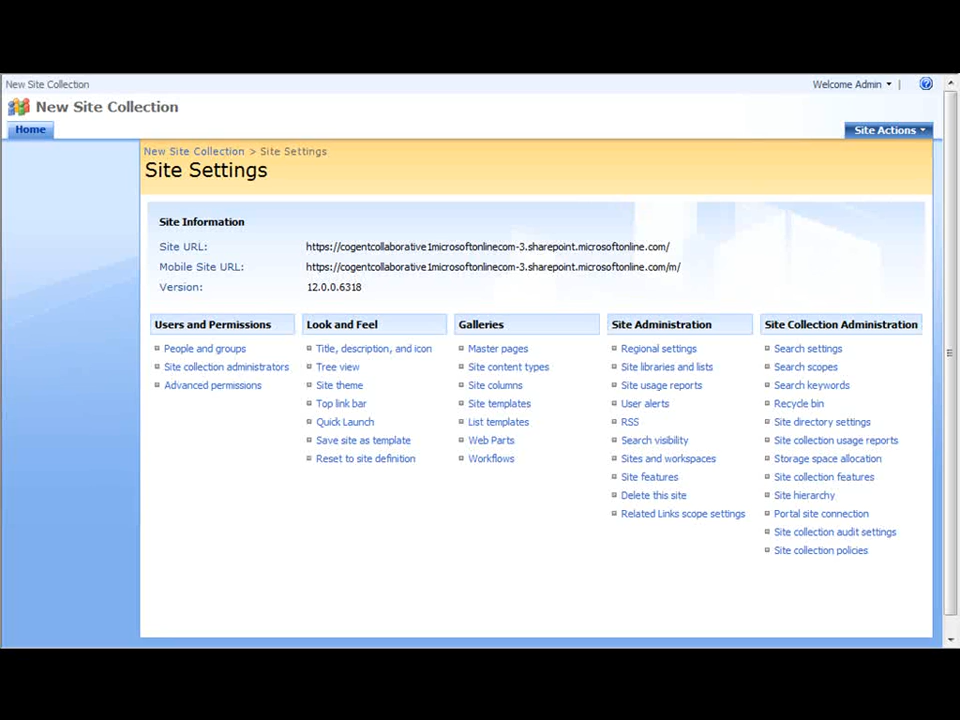 New Site Collection
Welcome Admin |
New Site Collection
Home
Site Actions
New Site Collection > Site Settings
Site Settings
Site Information
Site URL: https://cogentcollaborative1microsoftonlinecom-3.sharepoint.microsoftonline.com/
Mobile Site URL: https://cogentcollaborative1microsoftonlinecom-3.sharepoint.microsoftonline.com/m/
Version: 12.0.0.6318
Users and Permissions
People and groups
Site collection administrators
Advanced permissions
Look and Feel
Title, description, and icon
Tree view
Site theme
Top link bar
Quick Launch
Save site as template
Reset to site definition
Galleries
Master pages
Site content types
Site columns
Site templates
List templates
Web Parts
Workflows
Site Administration
Regional settings
Site libraries and lists
Site usage reports
User alerts
RSS
Search visibility
Sites and workspaces
Site features
Delete this site
Related Links scope settings
Site Collection Administration
Search settings
Search scopes
Search keywords
Recycle bin
Site directory settings
Site collection usage reports
Storage space allocation
Site collection features
Site hierarchy
Portal site connection
Site collection audit settings
Site collection policies